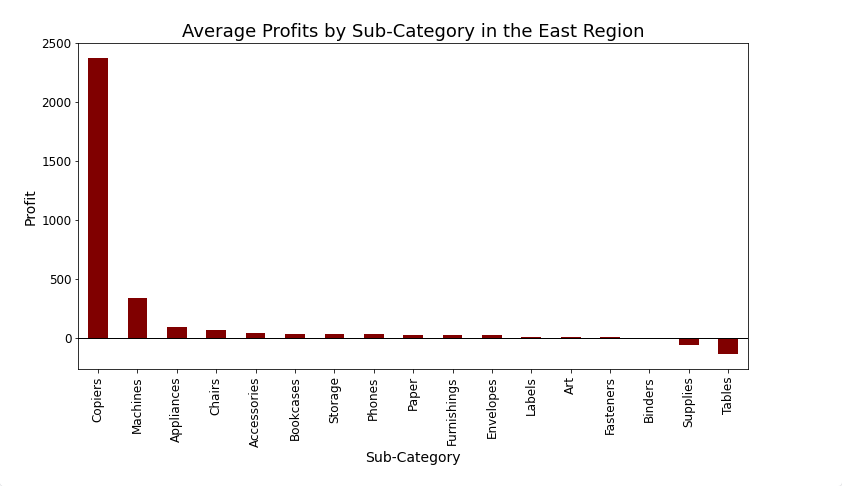 Average Profits by Sub-Category in the East Region
2500
2000
1500
1000
500
0
Profit
Copiers
Machines
Appliances
Chairs
Accessories
Bookcases
Storage
Phones
Paper
Furnishings
Envelopes
Labels
Art
Fasteners
Binders
Supplies
Tables
Sub-Category